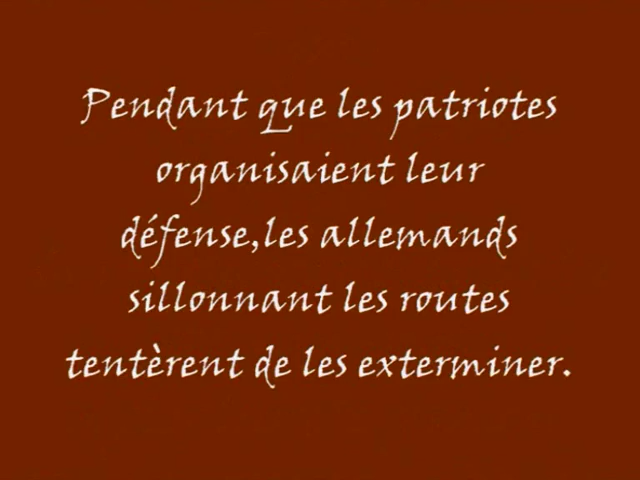 Pendant que les patriotes
organisaient leur
défense,les allemands
sillonnant les routes
tentèrent de les exterminer.